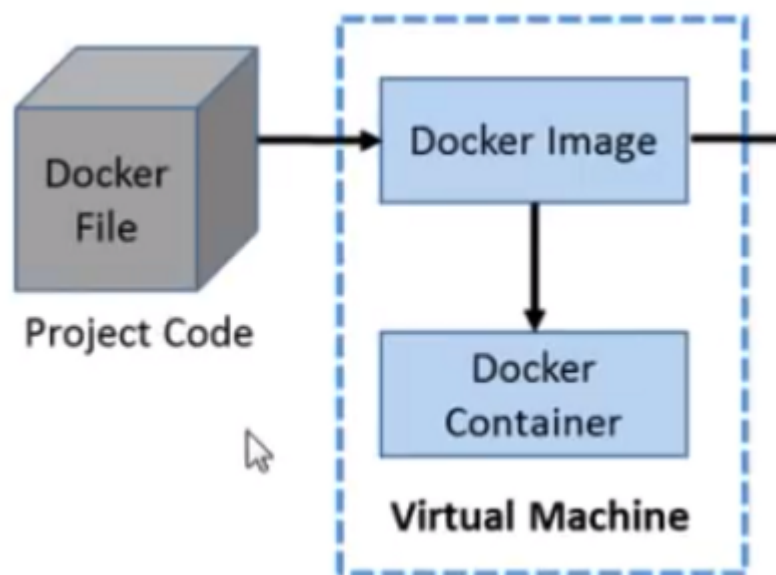 Docker
File
Project Code
Docker Image
Docker
Container
Virtual Machine